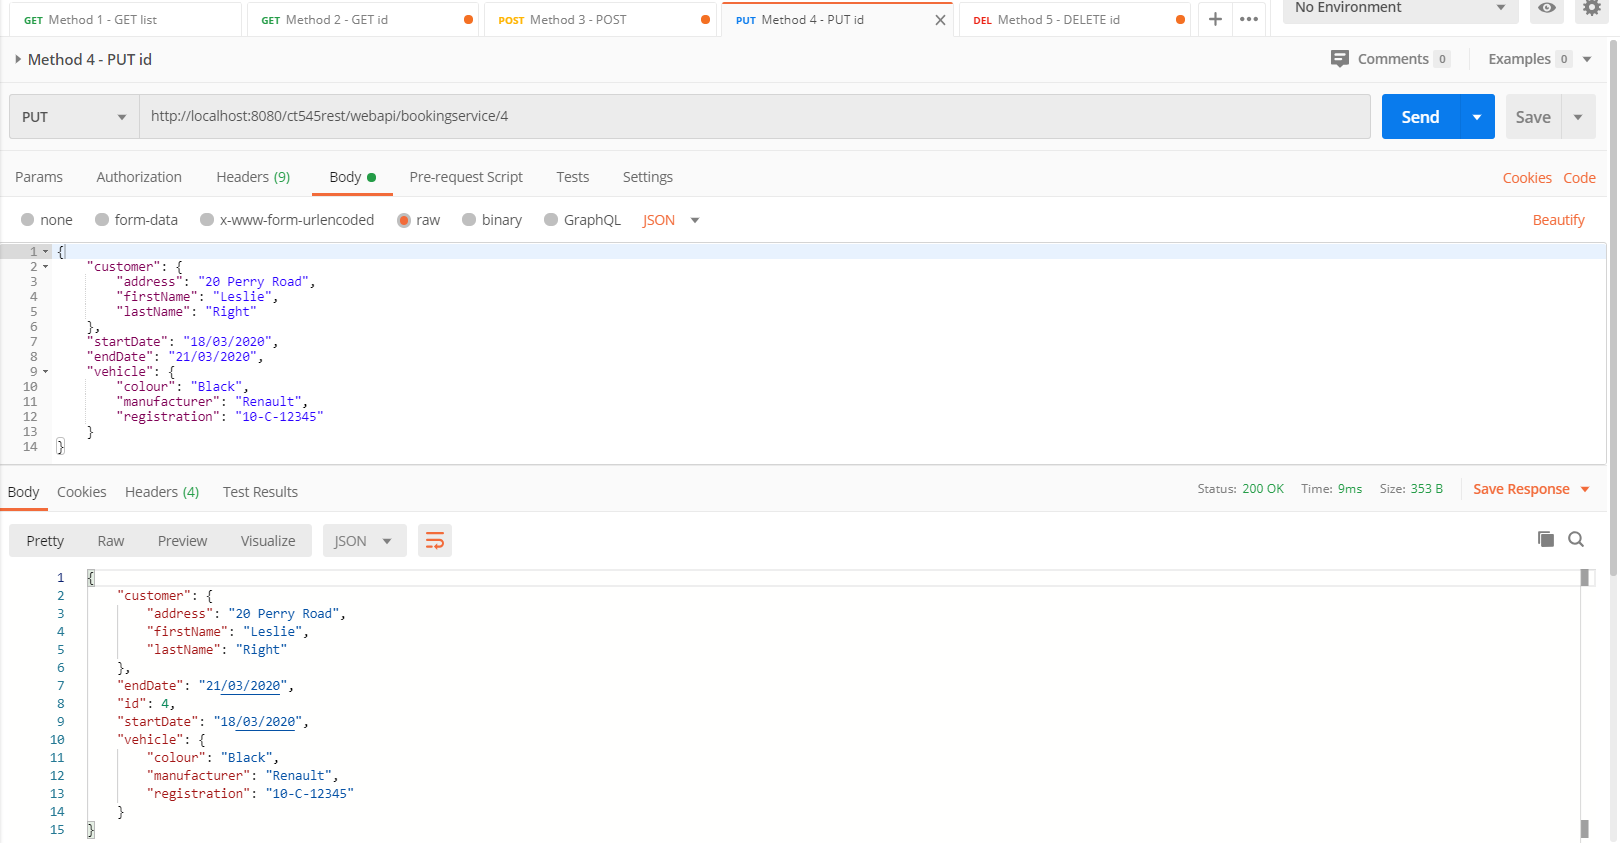 GET Method 1 - GET list GET Method 2 - GET id POST Method 3 - POST PUT Method 4 - PUT id DEL Method 5 - DELETE id No Environment
Method 4 - PUT id Comments 0 Examples 0
PUT http://localhost:8080/ct545rest/webapi/bookingservice/4 Send Save
Params Authorization Headers (9) Body Pre-request Script Tests Settings Cookies Code
none form-data x-www-form-urlencoded raw binary GraphQL JSON Beautify
1 {
2 "customer": {
3 "address": "20 Perry Road",
4 "firstName": "Leslie",
5 "lastName": "Right"
6 },
7 "startDate": "18/03/2020",
8 "endDate": "21/03/2020",
9 "vehicle": {
10 "colour": "Black",
11 "manufacturer": "Renault",
12 "registration": "10-C-12345"
13 }
14 }
Body Cookies Headers (4) Test Results Status: 200 OK Time: 9ms Size: 353 B Save Response
Pretty Raw Preview Visualize JSON
1 {
2 "customer": {
3 "address": "20 Perry Road",
4 "firstName": "Leslie",
5 "lastName": "Right"
6 },
7 "endDate": "21/03/2020",
8 "id": 4,
9 "startDate": "18/03/2020",
10 "vehicle": {
11 "colour": "Black",
12 "manufacturer": "Renault",
13 "registration": "10-C-12345"
14 }
15 }